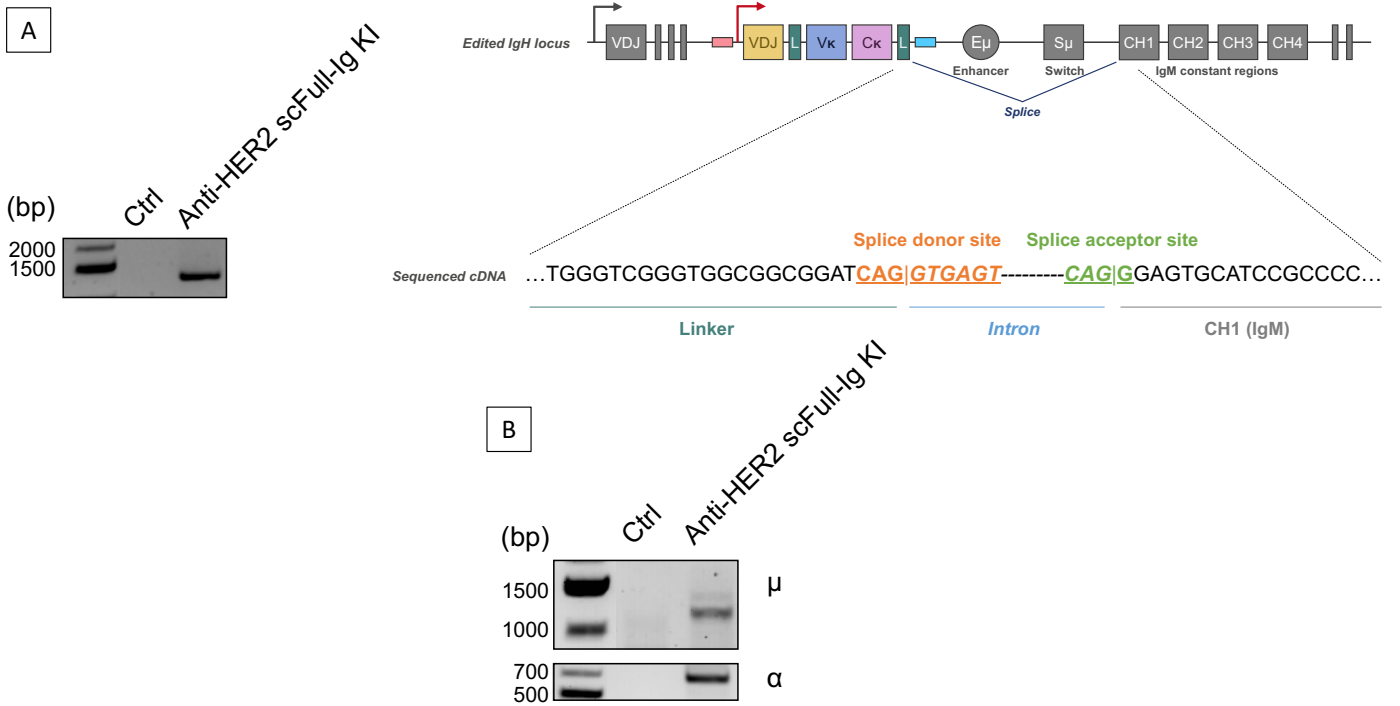 A
Edited IgH locus
VDJ
VDJ
L
Vκ
Cκ
L
Eµ
Sµ
CH1
CH2
CH3
CH4
Enhancer
Switch
IgM constant regions
Splice
(bp)
Ctrl
Anti-HER2 scFull-Ig KI
2000
1500
Splice donor site
Splice acceptor site
Sequenced cDNA
…TGGGTCGGGTGGCGGCGGATCAG|GTGAGT---------CAG|GGAGTGCATCCGCCCC…
Linker
Intron
CH1 (IgM)
B
(bp)
Ctrl
Anti-HER2 scFull-Ig KI
1500
1000
µ
700
500
α